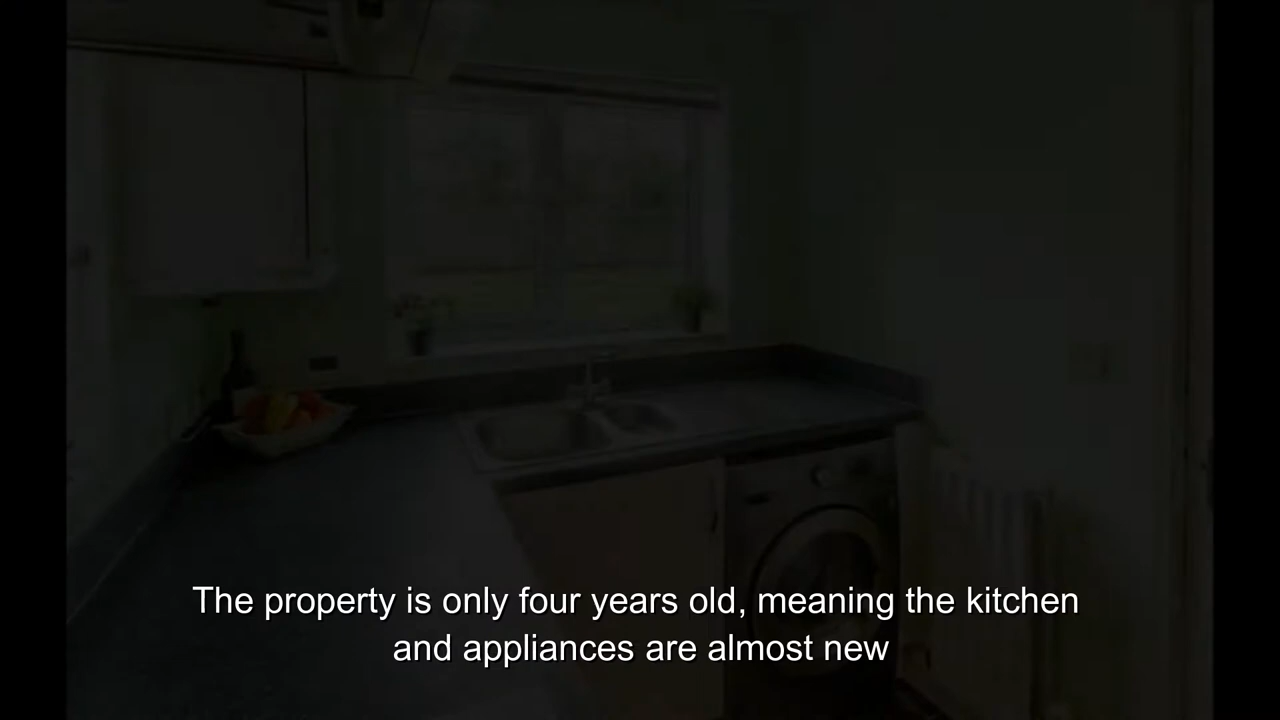 The property is only four years old, meaning the kitchen
and appliances are almost new